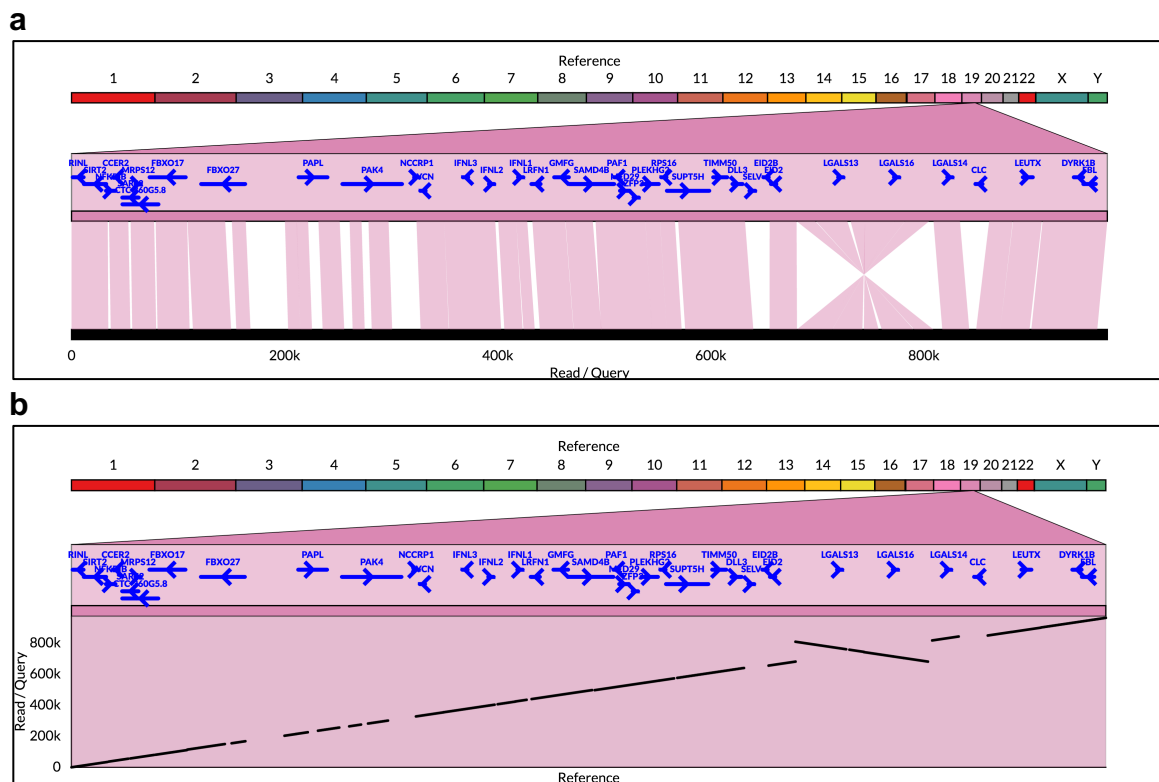 a
Reference
1 2 3 4 5 6 7 8 9 10 11 12 13 14 15 16 17 18 19 20 21 22 X Y
RINL CCER2 FBXO17 PAPL NCCRP1 IFNL3 IFNL1 GMFG PAF1 RPS16 TIMM50 EID2B LGALS13 LGALS16 LGALS14 LEUTX DYRK1B
SIRT2 MRPS12 FBXO27 PAK4 IFNL2 LRFN1 SAMD4B PLEKHG2 DLL3 EID2 CLC FBL
SUPT5H SELV
0 200k 400k 600k 800k
Read / Query
b
Reference
1 2 3 4 5 6 7 8 9 10 11 12 13 14 15 16 17 18 19 20 21 22 X Y
RINL CCER2 FBXO17 PAPL NCCRP1 IFNL3 IFNL1 GMFG PAF1 RPS16 TIMM50 EID2B LGALS13 LGALS16 LGALS14 LEUTX DYRK1B
SIRT2 MRPS12 FBXO27 PAK4 IFNL2 LRFN1 SAMD4B PLEKHG2 DLL3 EID2 CLC FBL
SUPT5H SELV
800k
600k
400k
200k
0
Read / Query
Reference